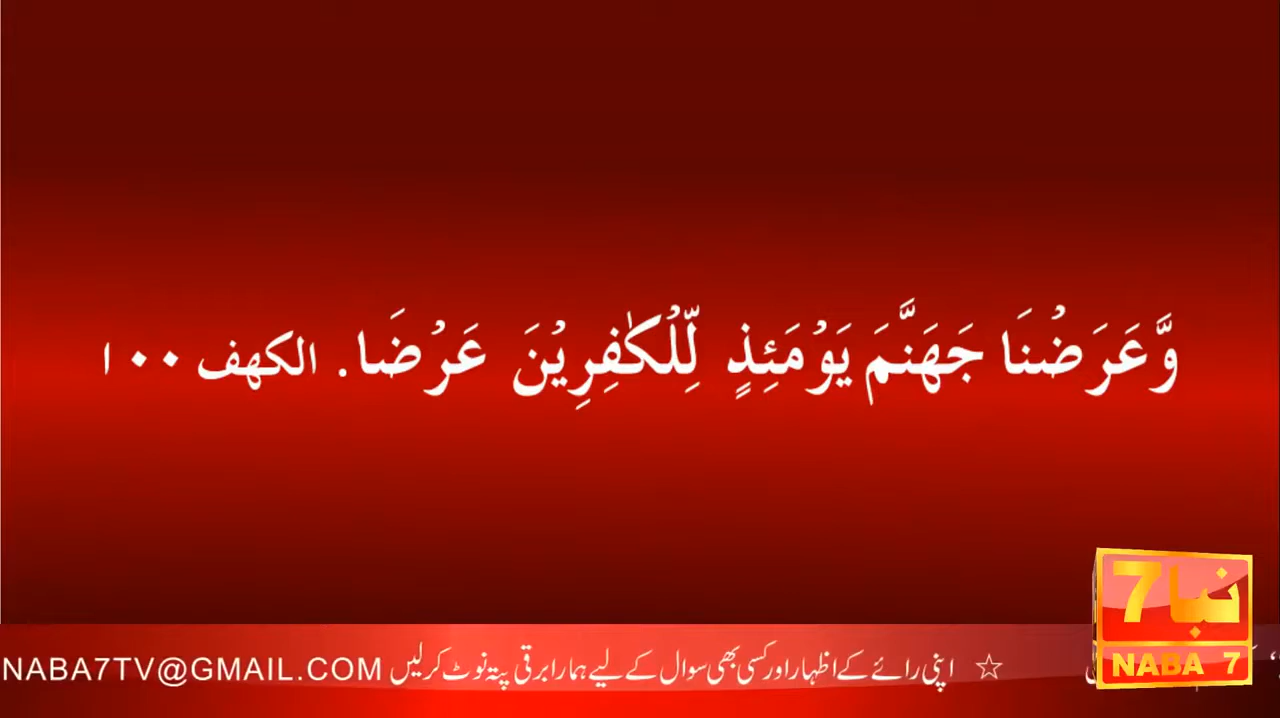 وَّعَرَضْنَا جَهَنَّمَ يَوْمَئِذٍ لِّلْكٰفِرِيْنَ عَرْضَا. الكهف ١٠٠
نبا 7
NABA 7
☆ اپنی رائے کے اظہار اور کسی بھی سوال کے لیے ہمارا برقی پتہ نوٹ کرلیں NABA7TV@GMAIL.COM